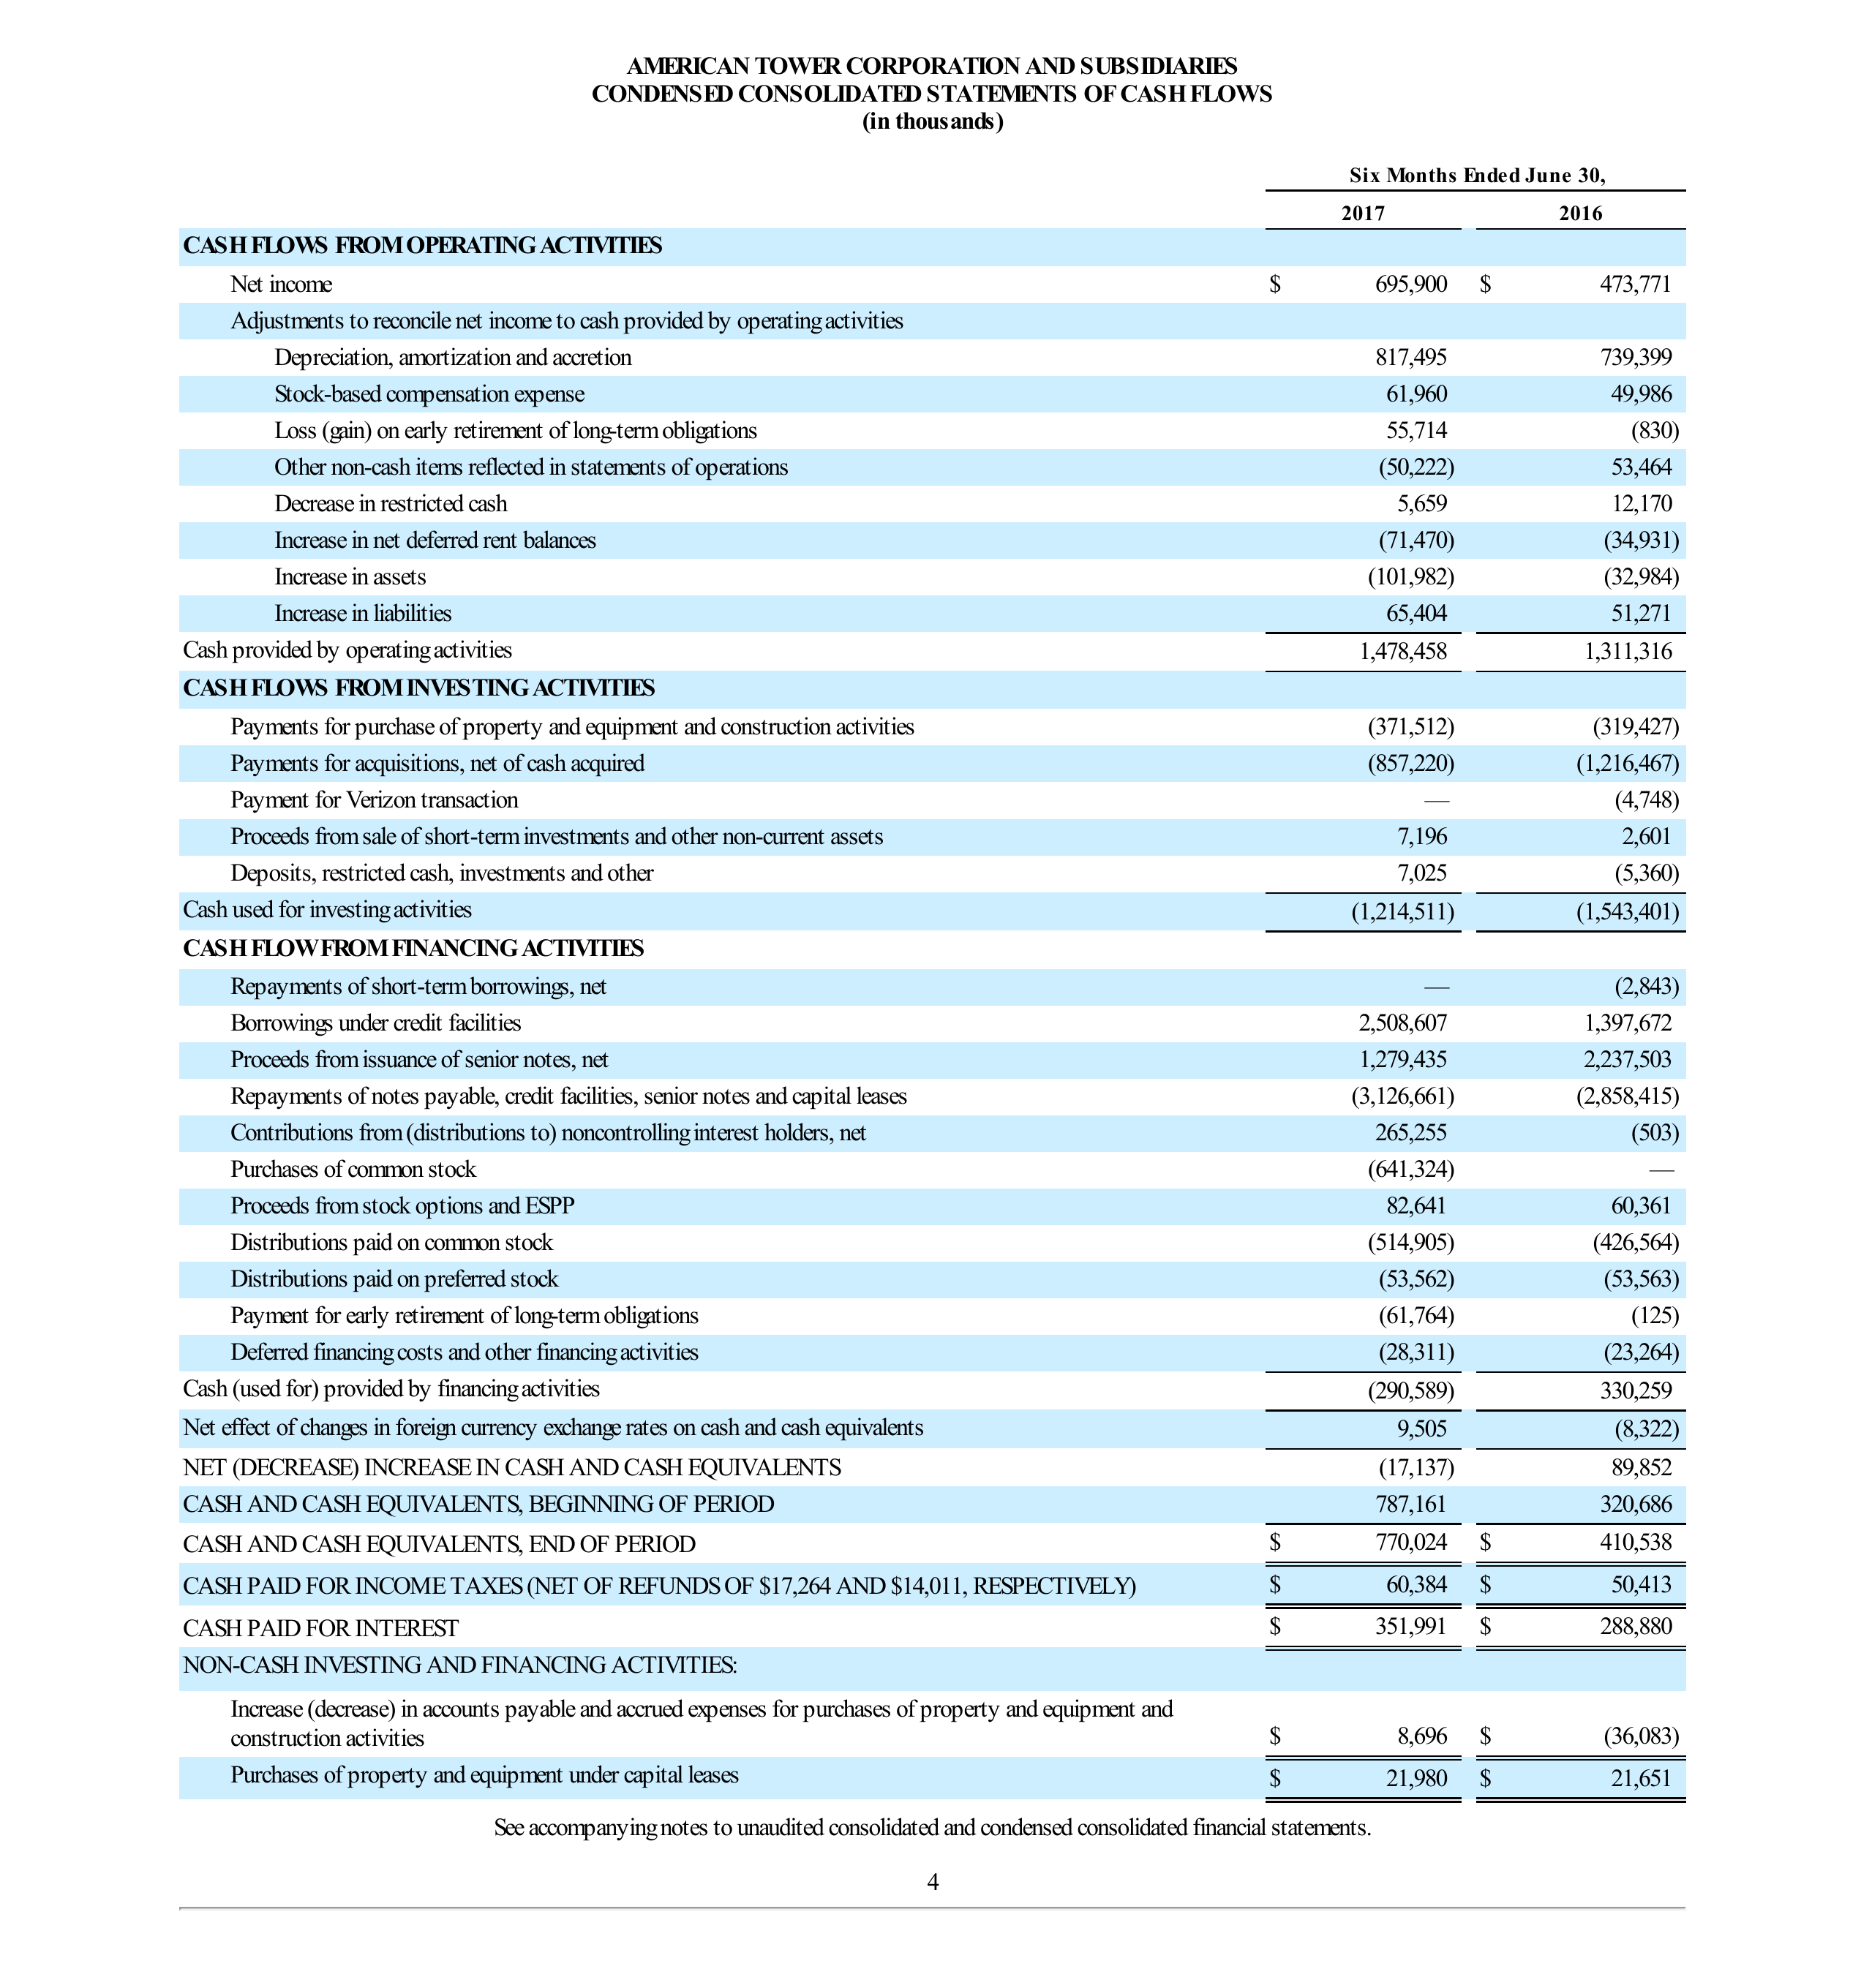 AMERICAN TOWER CORPORATION AND SUBSIDIARIES
CONDENSED CONSOLIDATED STATEMENTS OF CASH FLOWS
(in thousands)
Six Months Ended June 30,
2017 2016
CASH FLOWS FROM OPERATING ACTIVITIES
Net income $ 695,900 $ 473,771
Adjustments to reconcile net income to cash provided by operating activities
Depreciation, amortization and accretion 817,495 739,399
Stock-based compensation expense 61,960 49,986
Loss (gain) on early retirement of long-term obligations 55,714 (830)
Other non-cash items reflected in statements of operations (50,222) 53,464
Decrease in restricted cash 5,659 12,170
Increase in net deferred rent balances (71,470) (34,931)
Increase in assets (101,982) (32,984)
Increase in liabilities 65,404 51,271
Cash provided by operating activities 1,478,458 1,311,316
CASH FLOWS FROM INVESTING ACTIVITIES
Payments for purchase of property and equipment and construction activities (371,512) (319,427)
Payments for acquisitions, net of cash acquired (857,220) (1,216,467)
Payment for Verizon transaction — (4,748)
Proceeds from sale of short-term investments and other non-current assets 7,196 2,601
Deposits, restricted cash, investments and other 7,025 (5,360)
Cash used for investing activities (1,214,511) (1,543,401)
CASH FLOW FROM FINANCING ACTIVITIES
Repayments of short-term borrowings, net — (2,843)
Borrowings under credit facilities 2,508,607 1,397,672
Proceeds from issuance of senior notes, net 1,279,435 2,237,503
Repayments of notes payable, credit facilities, senior notes and capital leases (3,126,661) (2,858,415)
Contributions from (distributions to) noncontrolling interest holders, net 265,255 (503)
Purchases of common stock (641,324) —
Proceeds from stock options and ESPP 82,641 60,361
Distributions paid on common stock (514,905) (426,564)
Distributions paid on preferred stock (53,562) (53,563)
Payment for early retirement of long-term obligations (61,764) (125)
Deferred financing costs and other financing activities (28,311) (23,264)
Cash (used for) provided by financing activities (290,589) 330,259
Net effect of changes in foreign currency exchange rates on cash and cash equivalents 9,505 (8,322)
NET (DECREASE) INCREASE IN CASH AND CASH EQUIVALENTS (17,137) 89,852
CASH AND CASH EQUIVALENTS, BEGINNING OF PERIOD 787,161 320,686
CASH AND CASH EQUIVALENTS, END OF PERIOD $ 770,024 $ 410,538
CASH PAID FOR INCOME TAXES (NET OF REFUNDS OF $17,264 AND $14,011, RESPECTIVELY) $ 60,384 $ 50,413
CASH PAID FOR INTEREST $ 351,991 $ 288,880
NON-CASH INVESTING AND FINANCING ACTIVITIES:
Increase (decrease) in accounts payable and accrued expenses for purchases of property and equipment and
construction activities $ 8,696 $ (36,083)
Purchases of property and equipment under capital leases $ 21,980 $ 21,651
See accompanying notes to unaudited consolidated and condensed consolidated financial statements.
4